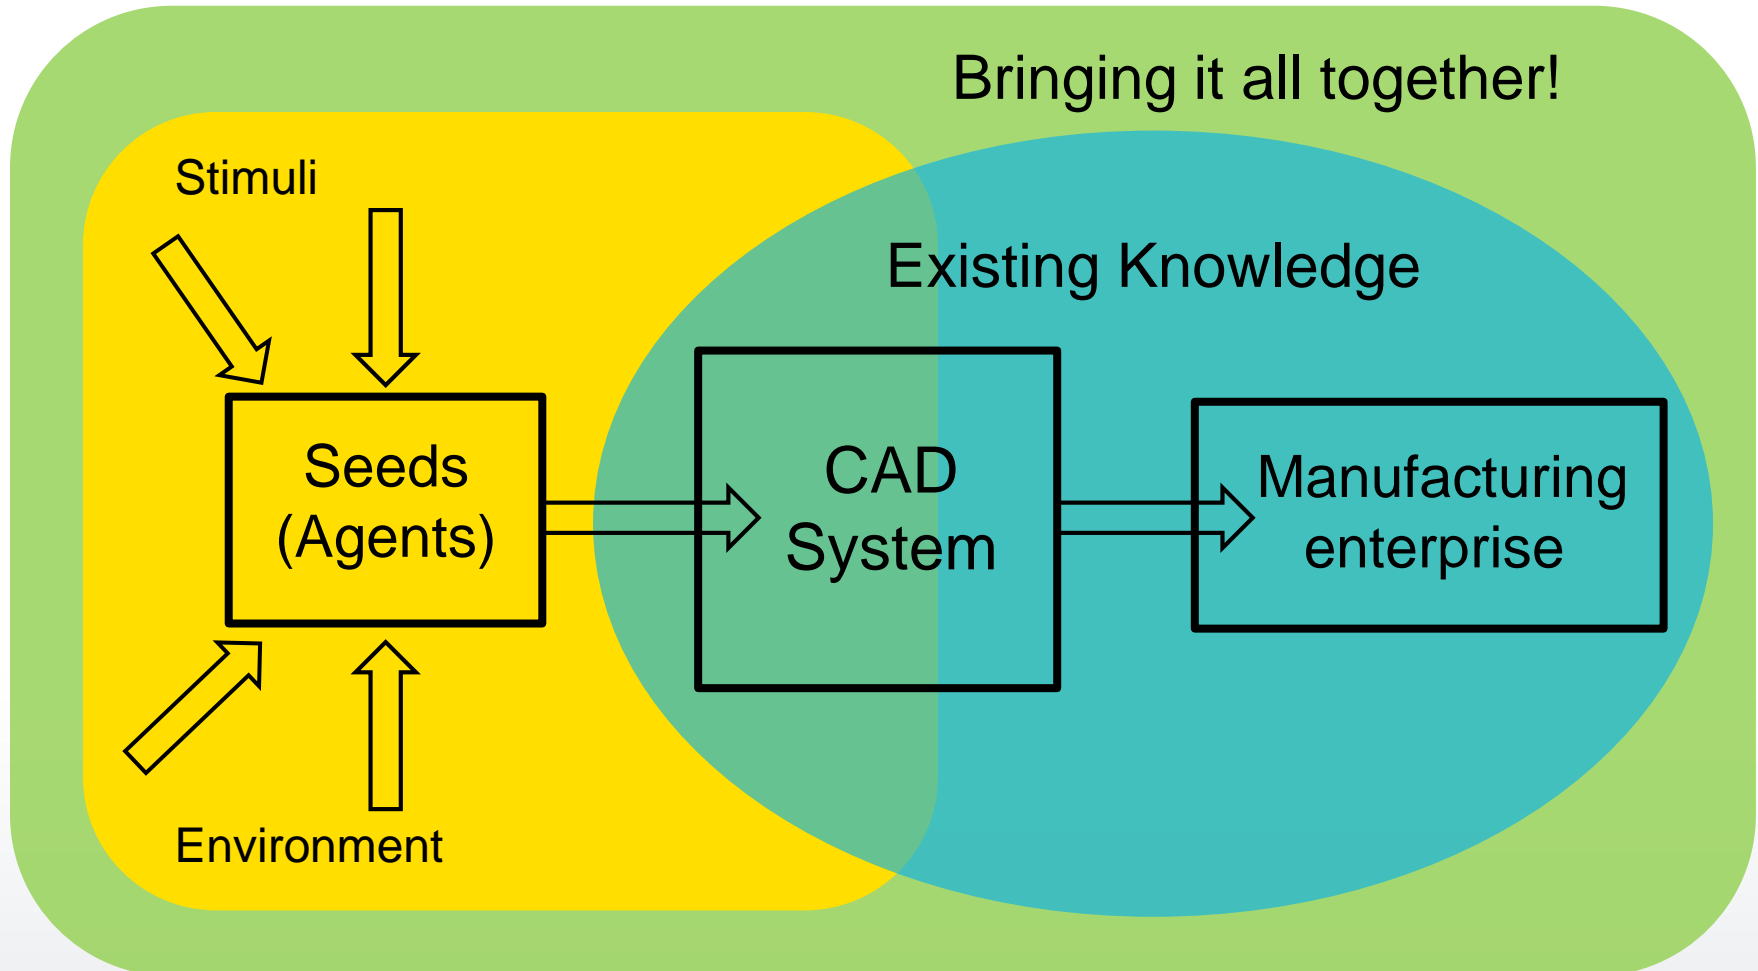 Bringing it all together!
Stimuli
Existing Knowledge
Seeds
(Agents)
CAD
System
Manufacturing
enterprise
Environment